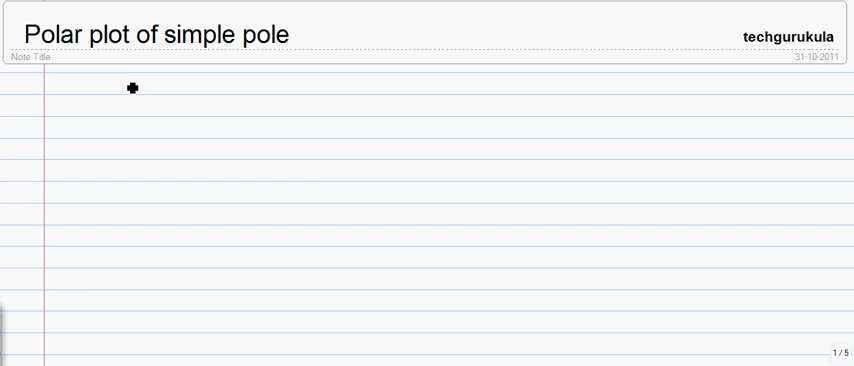 Polar plot of simple pole
techgurukula
Note Title
31-10-2011
1 / 5